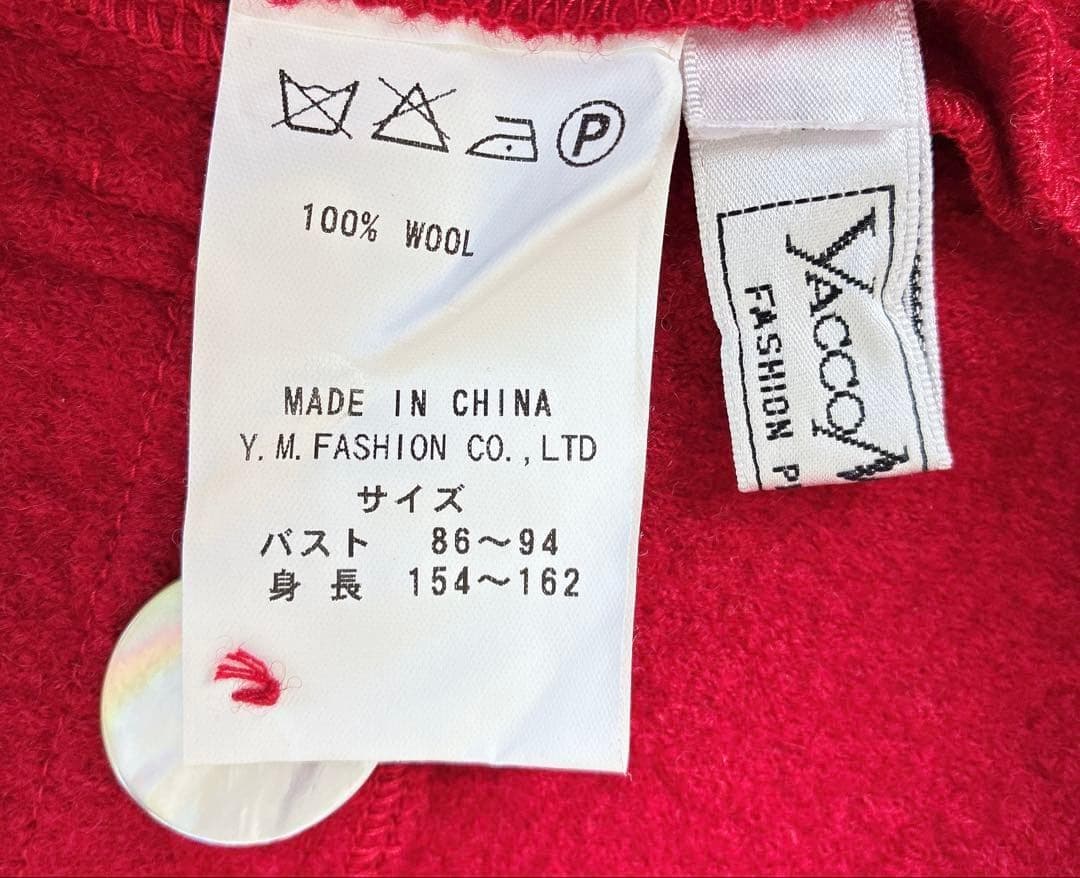 P
100% WOOL
MADE IN CHINA
Y.M.FASHION CO.,LTD
サイズ
バスト 86～94
身長 154～162
YACCO
FASHION